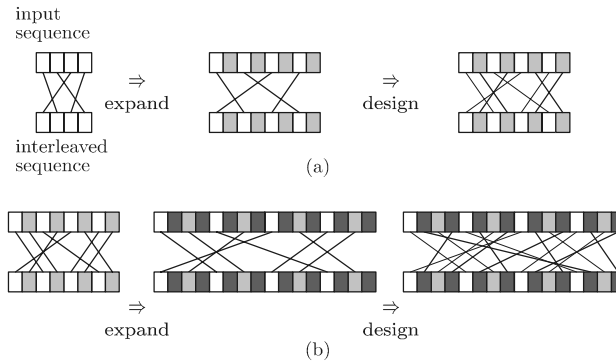 input
sequence
⇒
expand
⇒
design
interleaved
sequence
(a)
⇒
expand
⇒
design
(b)